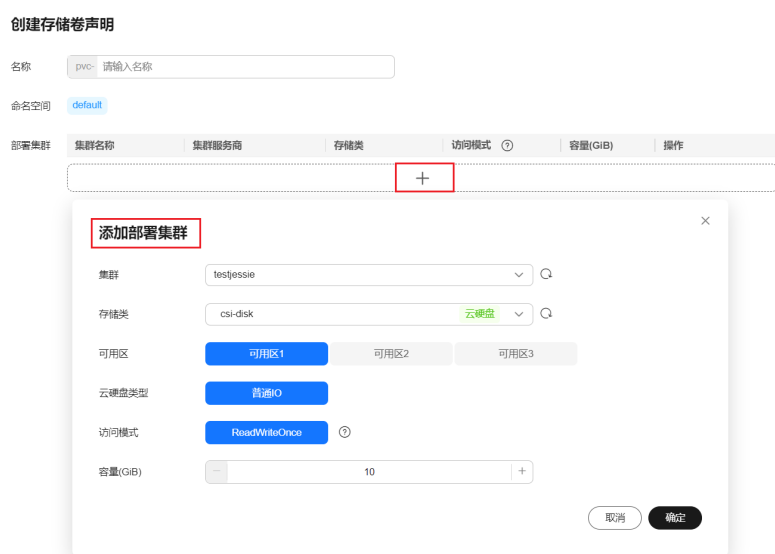 创建存储卷声明
名称 pvc- 请输入名称
命名空间 default
部署集群 集群名称 集群服务商 存储类 访问模式 ? 容量(GiB) 操作
+
添加部署集群 ×
集群 testjessie
存储类 csi-disk 云硬盘
可用区 可用区1 可用区2 可用区3
云硬盘类型 普通IO
访问模式 ReadWriteOnce ?
容量(GiB) − 10 +
取消 确定